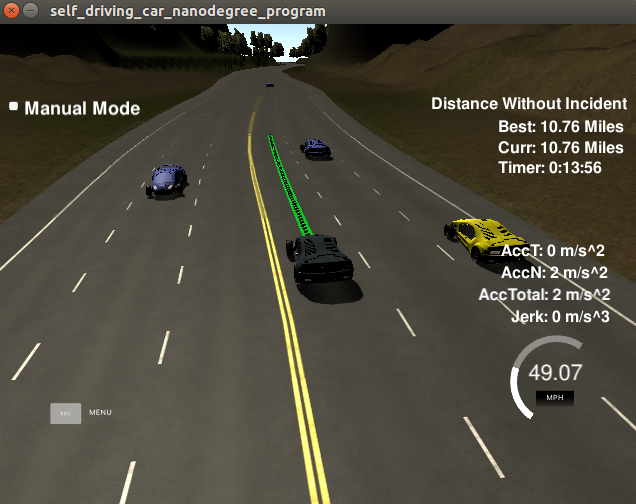 self_driving_car_nanodegree_program
Manual Mode
Distance Without Incident
Best: 10.76 Miles
Curr: 10.76 Miles
Timer: 0:13:56
AccT: 0 m/s^2
AccN: 2 m/s^2
AccTotal: 2 m/s^2
Jerk: 0 m/s^3
49.07
MPH
ESC MENU